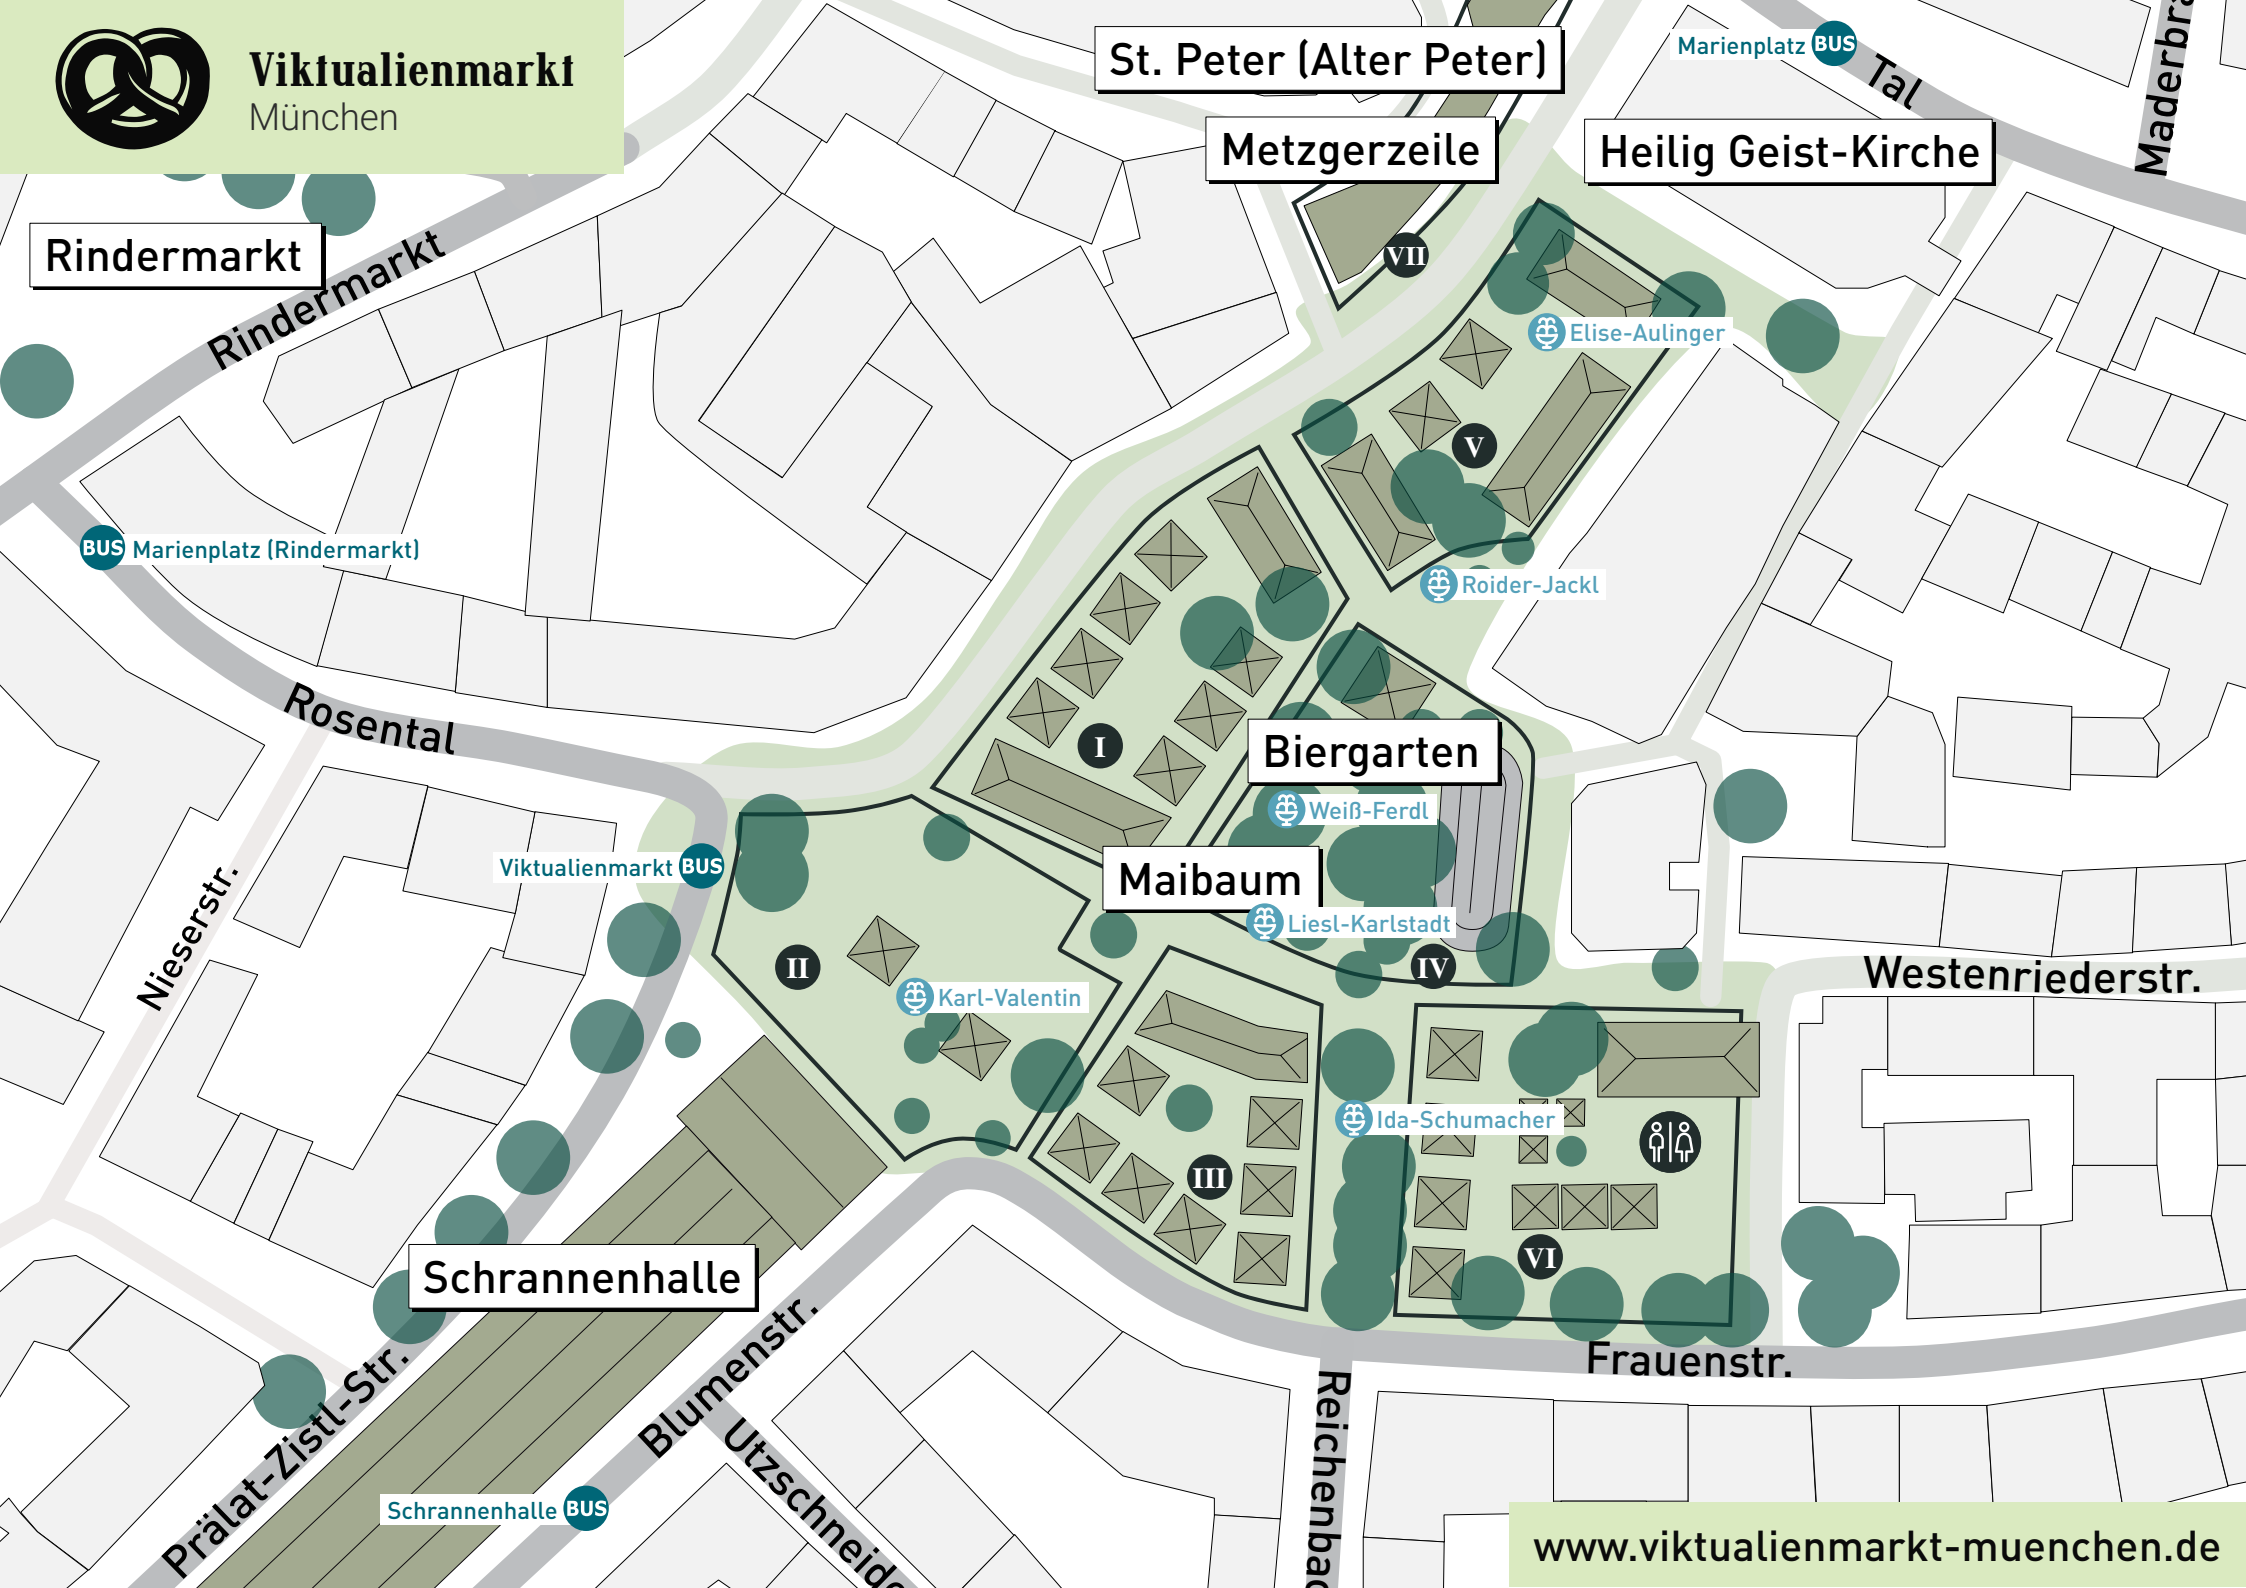 Viktualienmarkt
München
St. Peter (Alter Peter)
Marienplatz BUS
Tal
Metzgerzeile
Heilig Geist-Kirche
Rindermarkt
Rindermarkt
VII
Elise-Aulinger
V
BUS Marienplatz (Rindermarkt)
Roider-Jackl
Rosental
I
Biergarten
Weiß-Ferdl
Viktualienmarkt BUS
Maibaum
Liesl-Karlstadt
Nieserstr.
II
IV
Westenriederstr.
Karl-Valentin
Ida-Schumacher
III
VI
Schrannenhalle
Frauenstr.
Blumenstr.
Prälat-Zistl-Str.
Schrannenhalle BUS
www.viktualienmarkt-muenchen.de